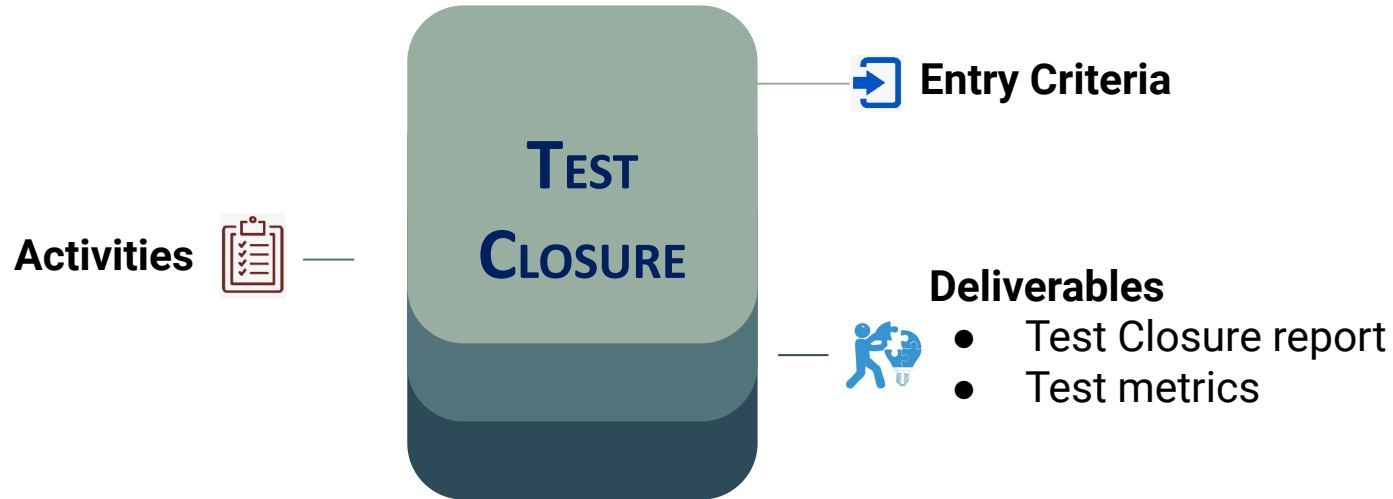 Entry Criteria
TEST
CLOSURE
Activities
Deliverables
● Test Closure report
● Test metrics